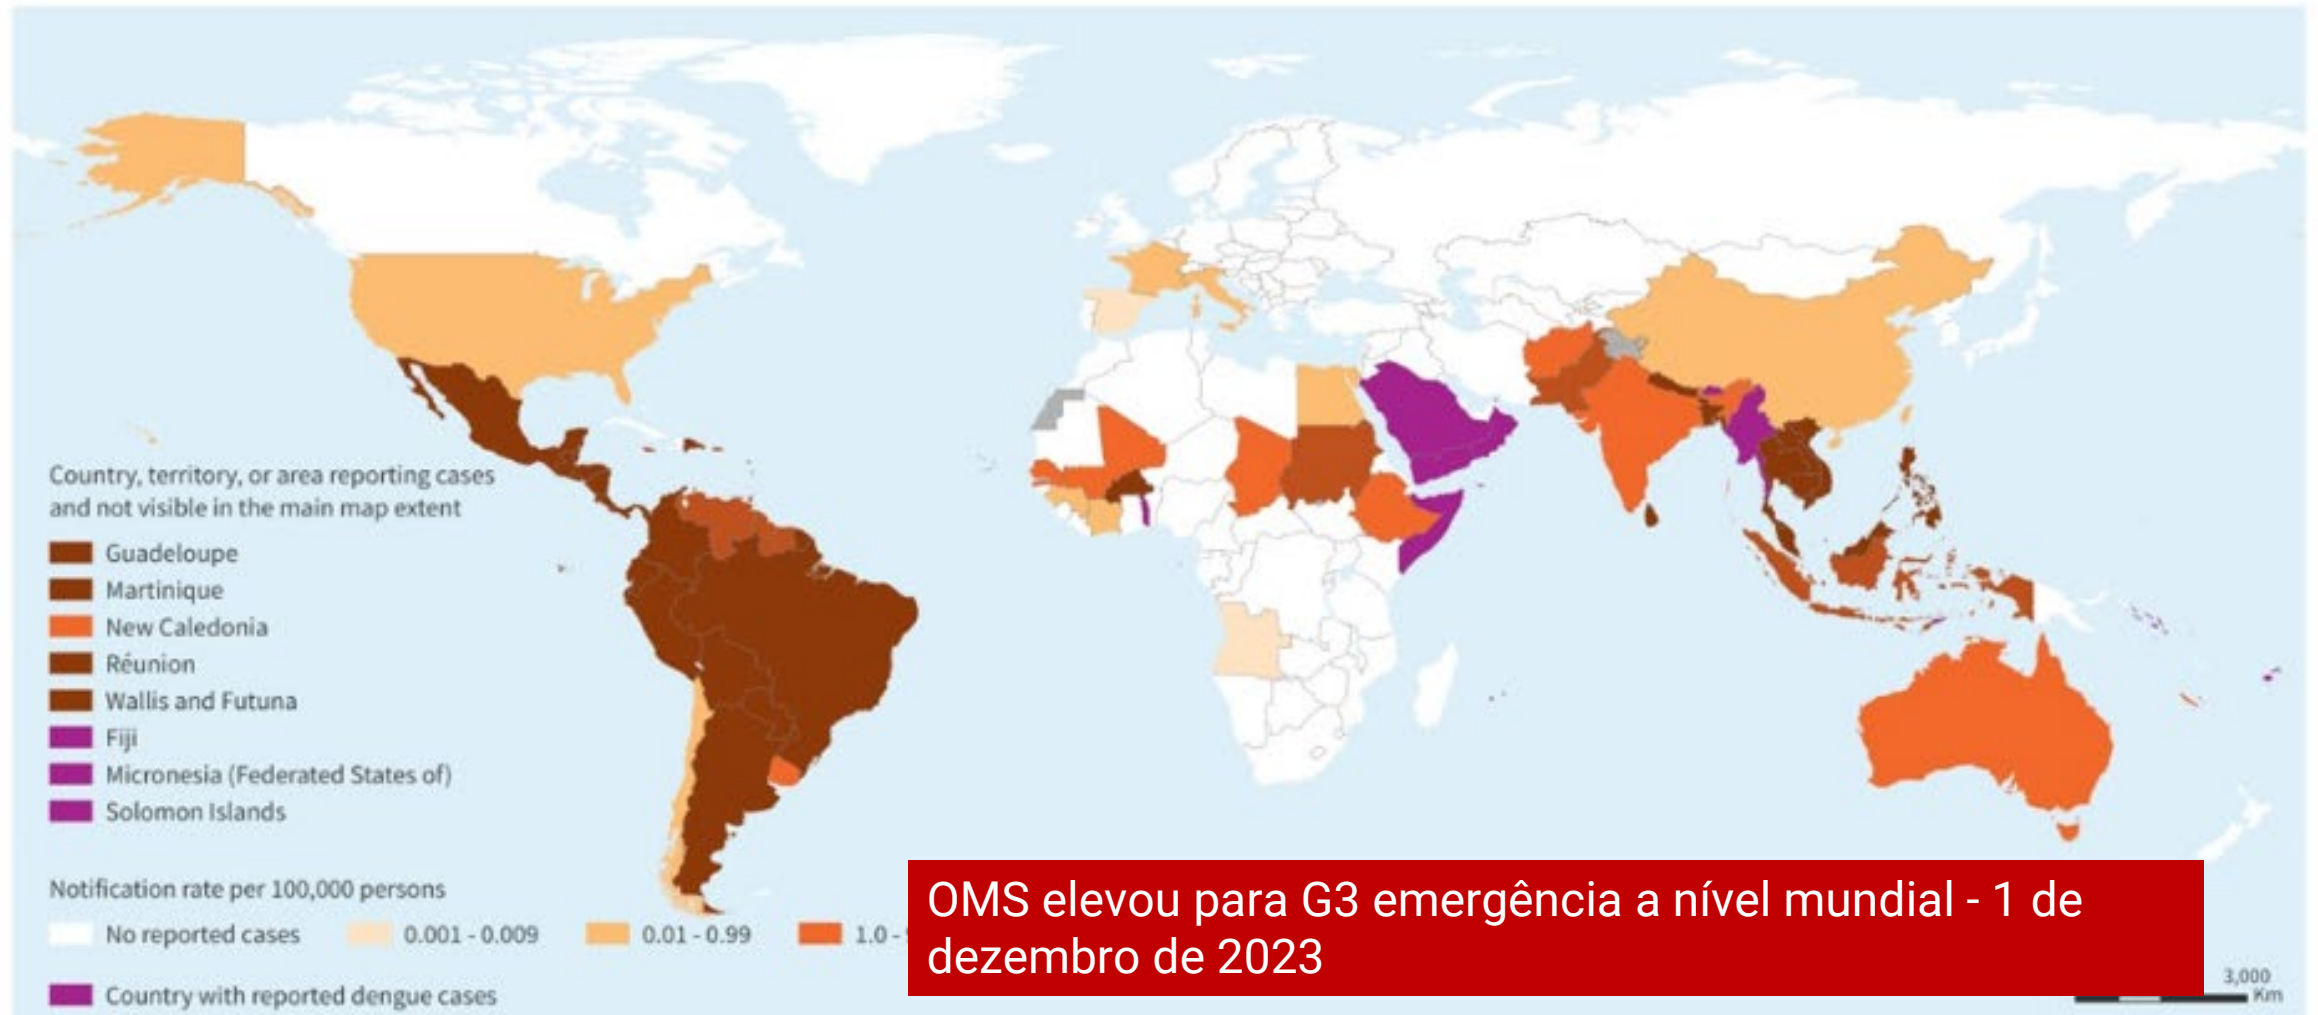 Country, territory, or area reporting cases
and not visible in the main map extent
Guadeloupe
Martinique
New Caledonia
Réunion
Wallis and Futuna
Fiji
Micronesia (Federated States of)
Solomon Islands
Notification rate per 100,000 persons
No reported cases 0.001 - 0.009 0.01 - 0.99 1.0 -
Country with reported dengue cases
OMS elevou para G3 emergência a nível mundial - 1 de
dezembro de 2023
3,000
Km